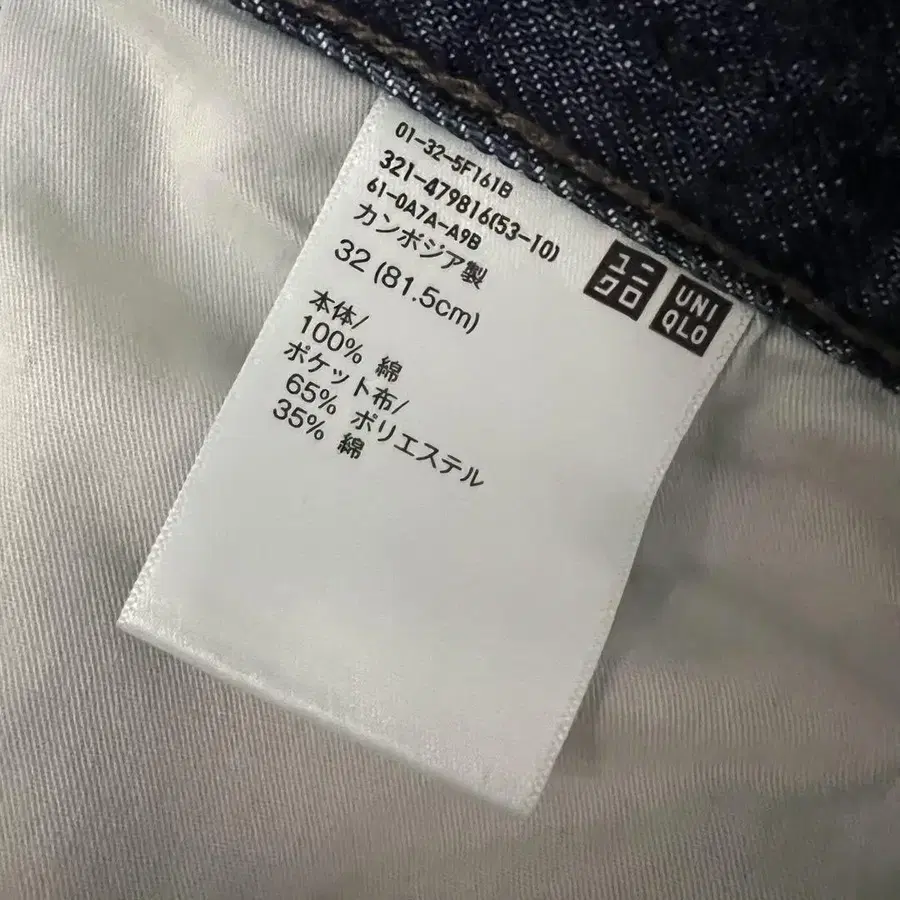 01-32-5F161B
321-479816(53-10)
61-0A7A-A9B
カンボジア製
32 (81.5cm)
本体/
100% 綿
ポケット布/
65% ポリエステル
35% 綿
ユニ
クロ
UNI
QLO